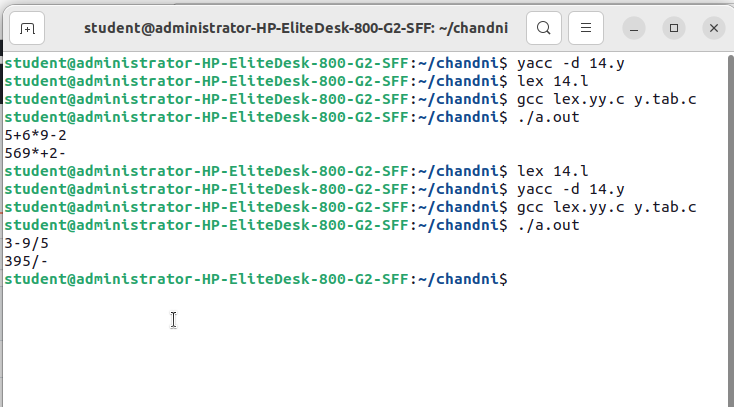 student@administrator-HP-EliteDesk-800-G2-SFF: ~/chandni
student@administrator-HP-EliteDesk-800-G2-SFF:~/chandni$ yacc -d 14.y
student@administrator-HP-EliteDesk-800-G2-SFF:~/chandni$ lex 14.l
student@administrator-HP-EliteDesk-800-G2-SFF:~/chandni$ gcc lex.yy.c y.tab.c
student@administrator-HP-EliteDesk-800-G2-SFF:~/chandni$ ./a.out
5+6*9-2
569*+2-
student@administrator-HP-EliteDesk-800-G2-SFF:~/chandni$ lex 14.l
student@administrator-HP-EliteDesk-800-G2-SFF:~/chandni$ yacc -d 14.y
student@administrator-HP-EliteDesk-800-G2-SFF:~/chandni$ gcc lex.yy.c y.tab.c
student@administrator-HP-EliteDesk-800-G2-SFF:~/chandni$ ./a.out
3-9/5
395/-
student@administrator-HP-EliteDesk-800-G2-SFF:~/chandni$